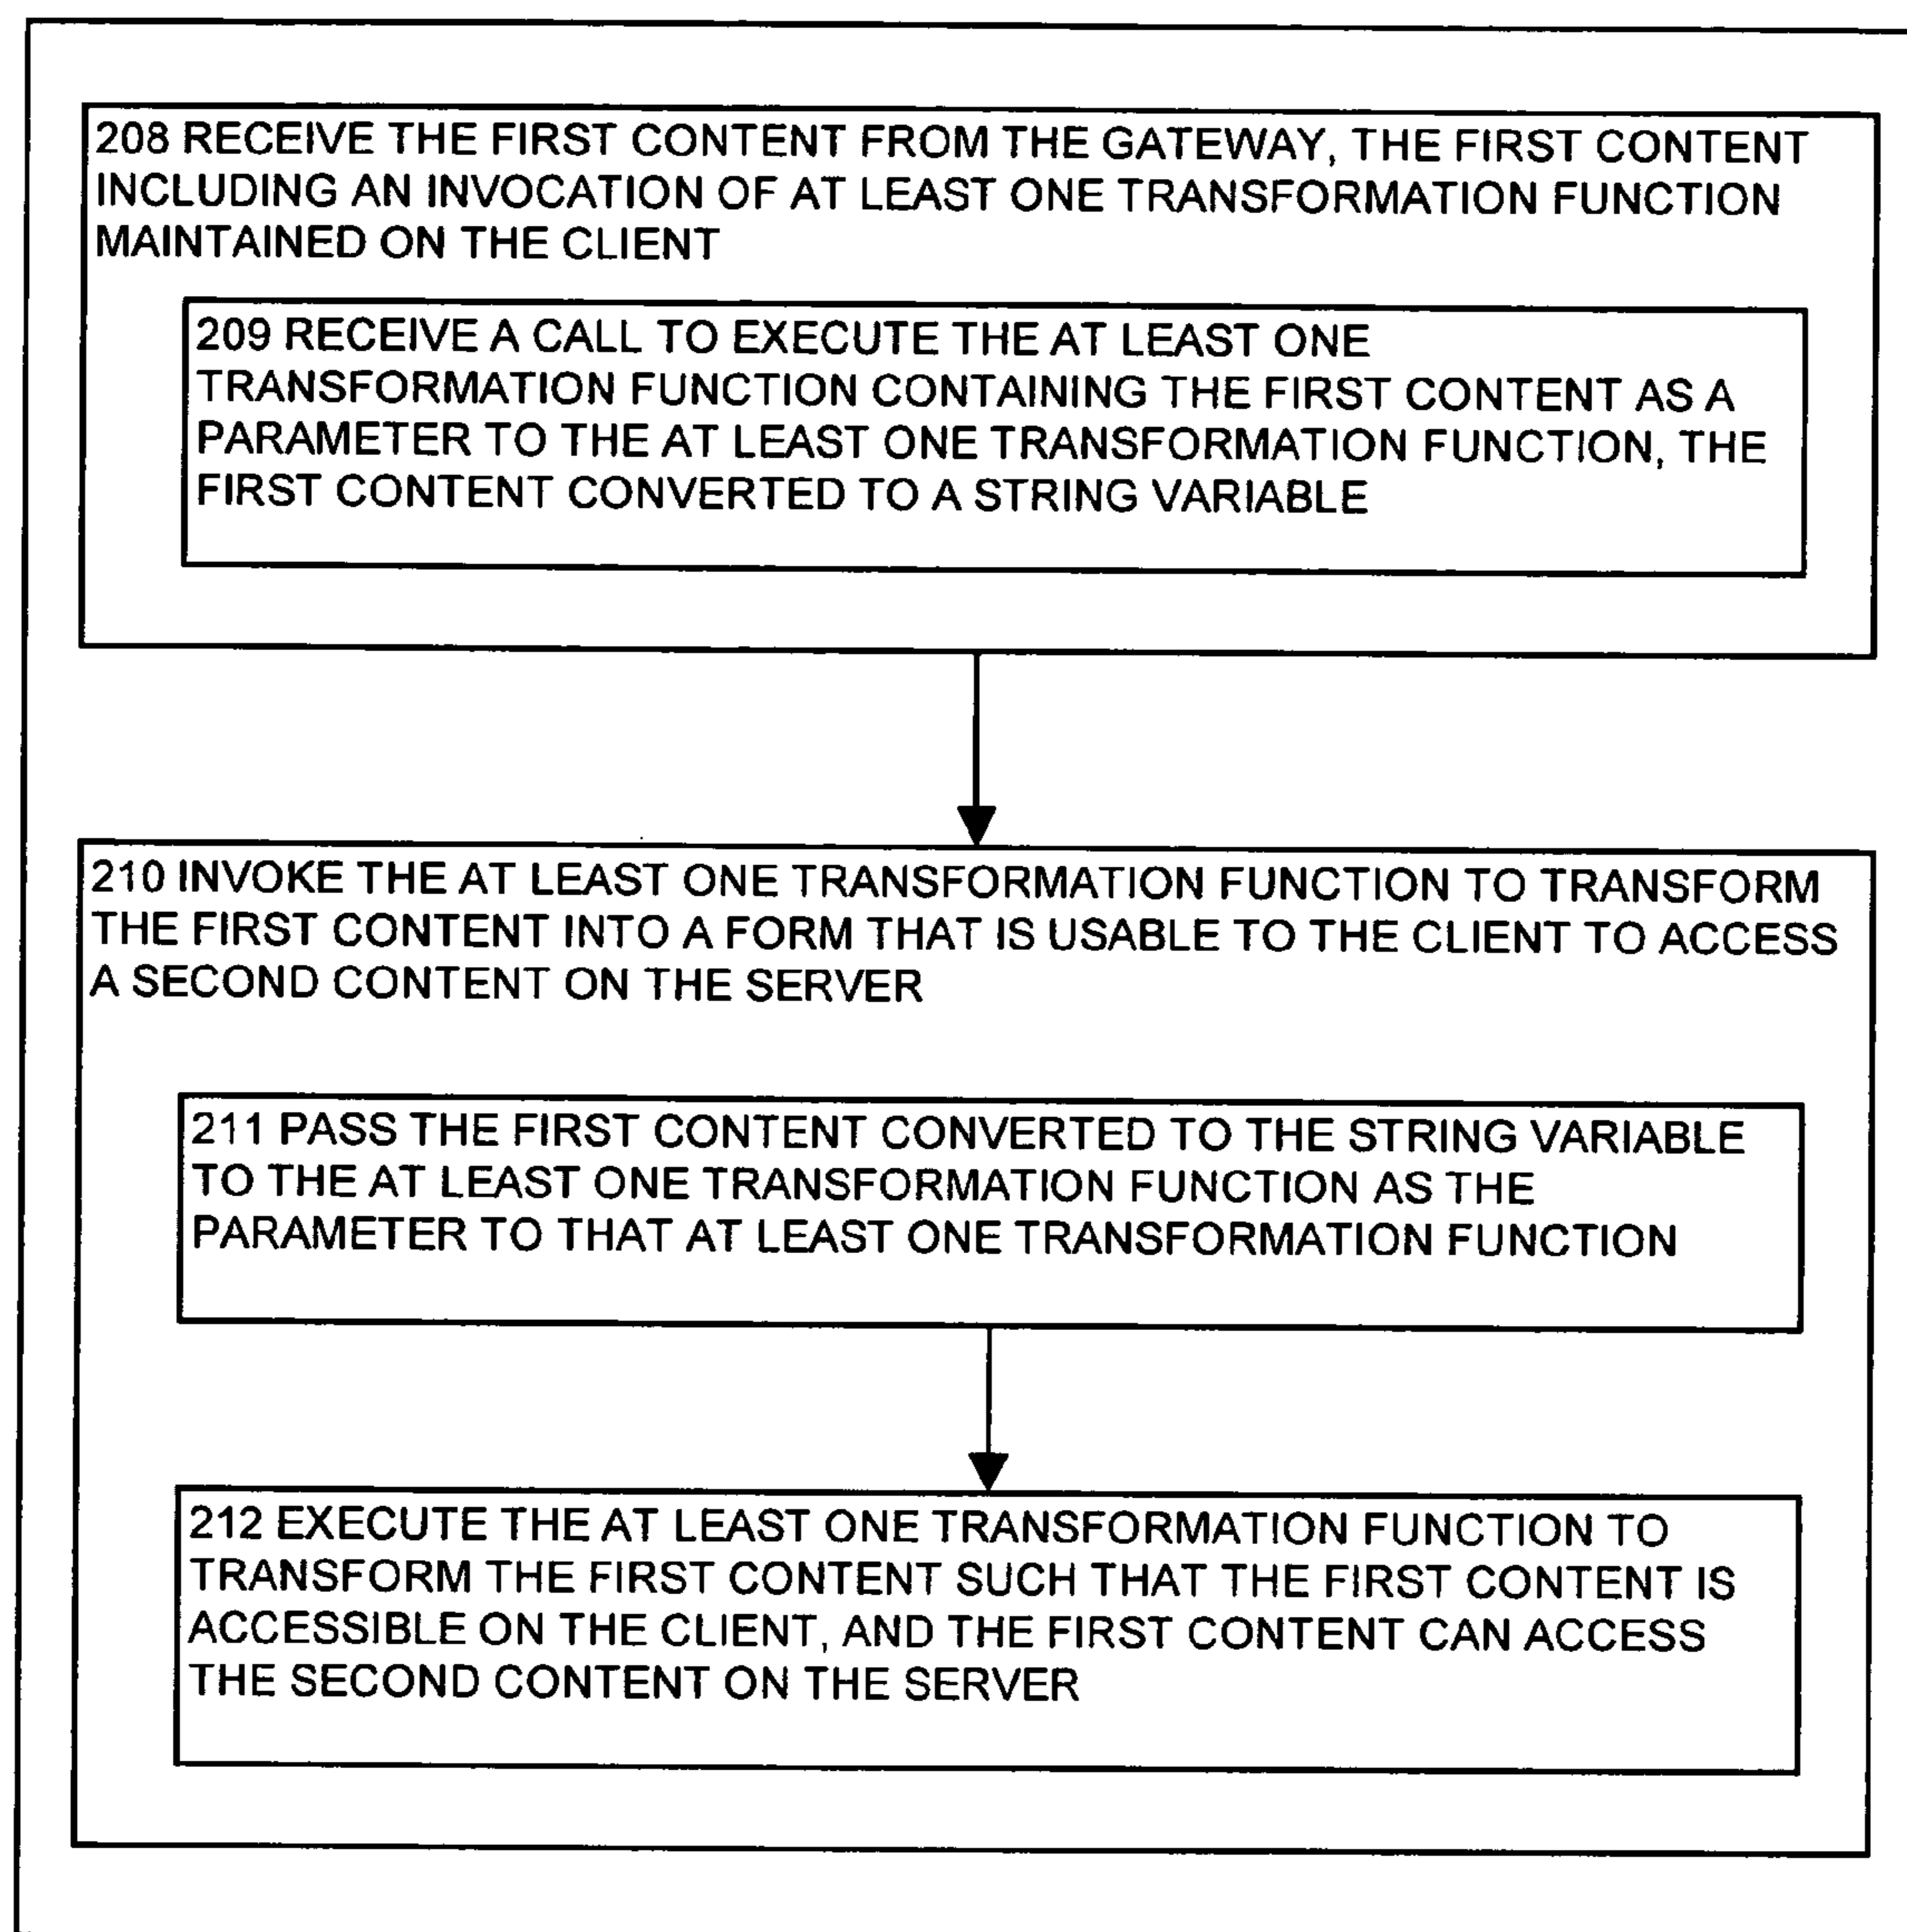 208 RECEIVE THE FIRST CONTENT FROM THE GATEWAY, THE FIRST CONTENT
INCLUDING AN INVOCATION OF AT LEAST ONE TRANSFORMATION FUNCTION
MAINTAINED ON THE CLIENT
209 RECEIVE A CALL TO EXECUTE THE AT LEAST ONE
TRANSFORMATION FUNCTION CONTAINING THE FIRST CONTENT AS A
PARAMETER TO THE AT LEAST ONE TRANSFORMATION FUNCTION, THE
FIRST CONTENT CONVERTED TO A STRING VARIABLE
210 INVOKE THE AT LEAST ONE TRANSFORMATION FUNCTION TO TRANSFORM
THE FIRST CONTENT INTO A FORM THAT IS USABLE TO THE CLIENT TO ACCESS
A SECOND CONTENT ON THE SERVER
211 PASS THE FIRST CONTENT CONVERTED TO THE STRING VARIABLE
TO THE AT LEAST ONE TRANSFORMATION FUNCTION AS THE
PARAMETER TO THAT AT LEAST ONE TRANSFORMATION FUNCTION
212 EXECUTE THE AT LEAST ONE TRANSFORMATION FUNCTION TO
TRANSFORM THE FIRST CONTENT SUCH THAT THE FIRST CONTENT IS
ACCESSIBLE ON THE CLIENT, AND THE FIRST CONTENT CAN ACCESS
THE SECOND CONTENT ON THE SERVER